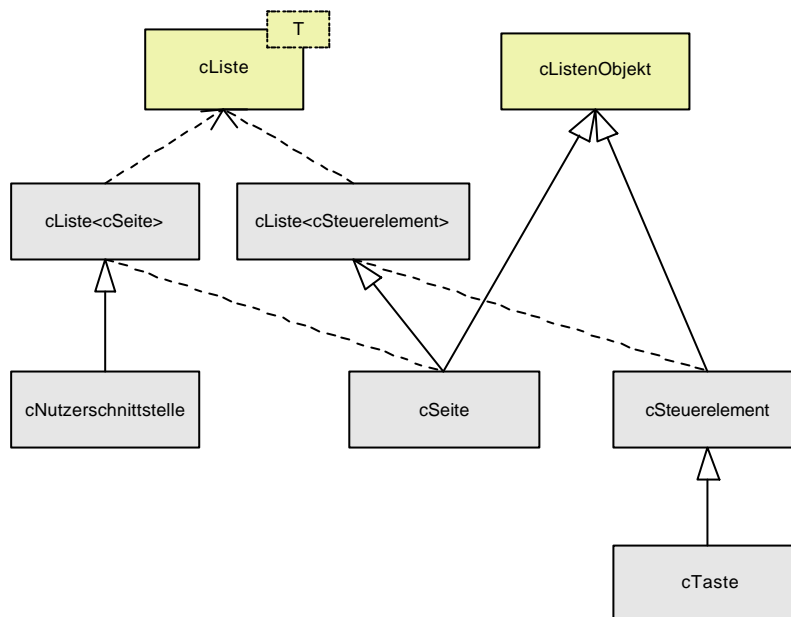 T
cListe
cListenObjekt
cListe<cSeite>
cListe<cSteuerelement>
cNutzerschnittstelle
cSeite
cSteuerelement
cTaste